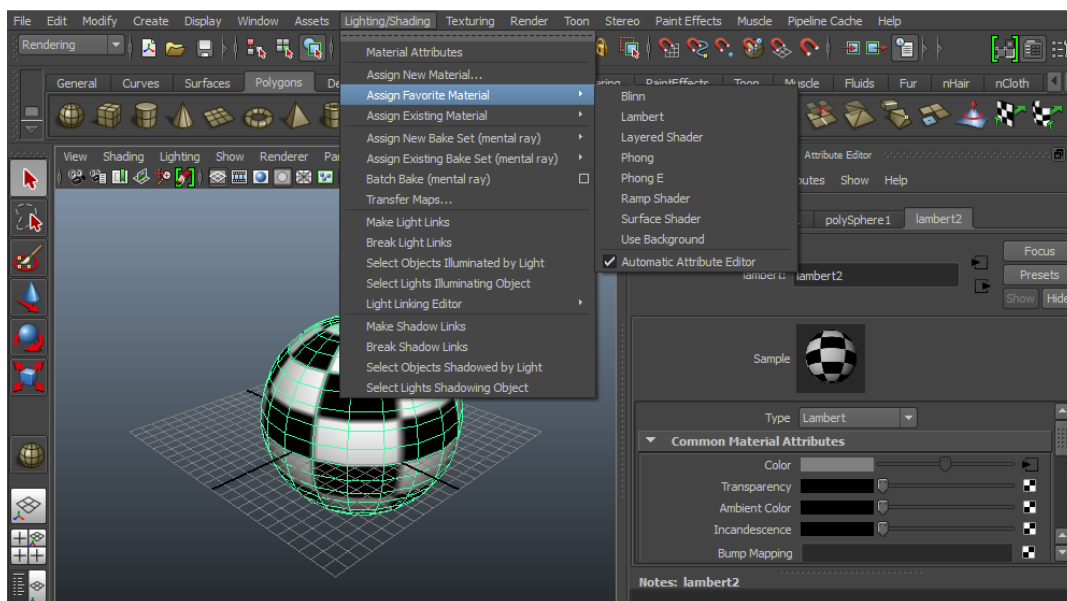 File Edit Modify Create Display Window Assets Lighting/Shading Texturing Render Toon Stereo Paint Effects Muscle Pipeline Cache Help
Rendering
General Curves Surfaces Polygons PaintEffects Toon Muscle Fluids Fur nHair nCloth
View Shading Lighting Show Renderer
Material Attributes
Assign New Material...
Assign Favorite Material
Assign Existing Material
Assign New Bake Set (mental ray)
Assign Existing Bake Set (mental ray)
Batch Bake (mental ray)
Transfer Maps...
Make Light Links
Break Light Links
Select Objects Illuminated by Light
Select Lights Illuminating Object
Light Linking Editor
Make Shadow Links
Break Shadow Links
Select Objects Shadowed by Light
Select Lights Shadowing Object
Blinn
Lambert
Layered Shader
Phong
Phong E
Ramp Shader
Surface Shader
Use Background
Automatic Attribute Editor
Attribute Editor
Show Help
polySphere1 lambert2
Focus
lambert: lambert2
Presets
Show Hide
Sample
Type Lambert
Common Material Attributes
Color
Transparency
Ambient Color
Incandescence
Bump Mapping
Notes: lambert2